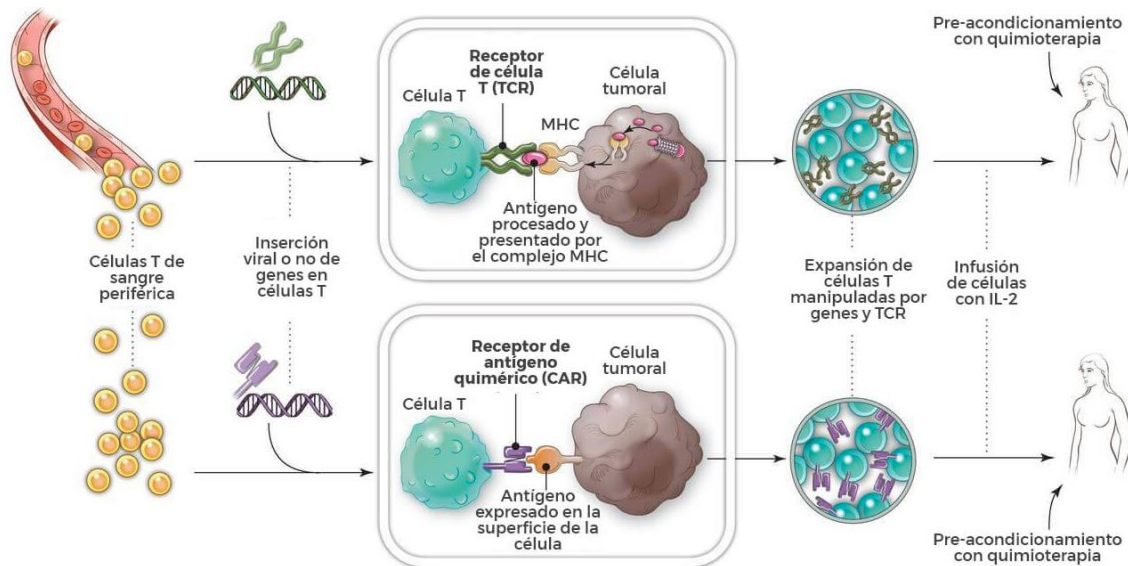 Pre-acondicionamiento
con quimioterapia
Receptor
de célula
T (TCR)
Célula
tumoral
Célula T
MHC
Antígeno
procesado y
presentado por
el complejo MHC
Células T de
sangre
periférica
Inserción
viral o no de
genes en
células T
Expansión de
células T
manipuladas por
genes y TCR
Infusión
de células
con IL-2
Receptor de
antígeno
quimérico (CAR)
Célula
tumoral
Célula T
Antígeno
expresado en la
superficie de la
célula
Pre-acondicionamiento
con quimioterapia